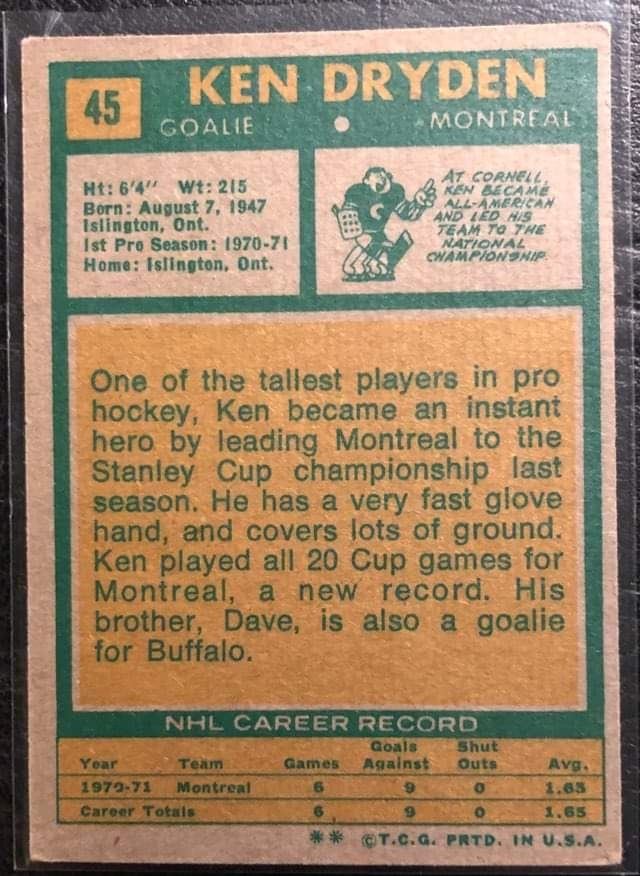 45
KEN DRYDEN
GOALIE • MONTREAL
Ht: 6'4" Wt: 215
Born: August 7, 1947
Islington, Ont.
1st Pro Season: 1970-71
Home: Islington, Ont.
AT CORNELL,
KEN BECAME
ALL-AMERICAN
AND LED HIS
TEAM TO THE
NATIONAL
CHAMPIONSHIP.
C
One of the tallest players in pro
hockey, Ken became an instant
hero by leading Montreal to the
Stanley Cup championship last
season. He has a very fast glove
hand, and covers lots of ground.
Ken played all 20 Cup games for
Montreal, a new record. His
brother, Dave, is also a goalie
for Buffalo.
NHL CAREER RECORD
Year Team Games Goals Against Shut Outs Avg.
1970-71 Montreal 6 9 0 1.65
Career Totals 6 9 0 1.65
** ©T.C.G. PRTD. IN U.S.A.